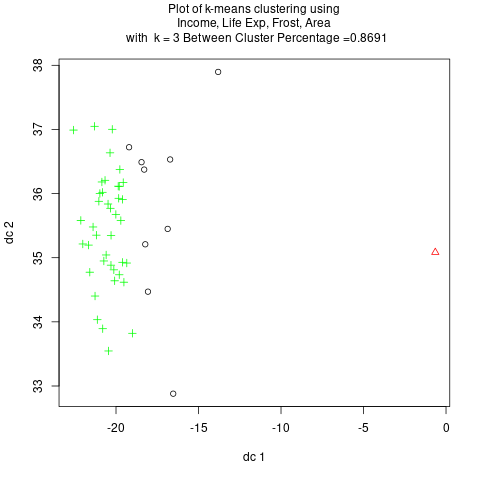 Plot of k-means clustering using
Income, Life Exp, Frost, Area
with k = 3 Between Cluster Percentage =0.8691
38
37
36
35
34
33
dc 2
-20
-15
-10
-5
0
dc 1